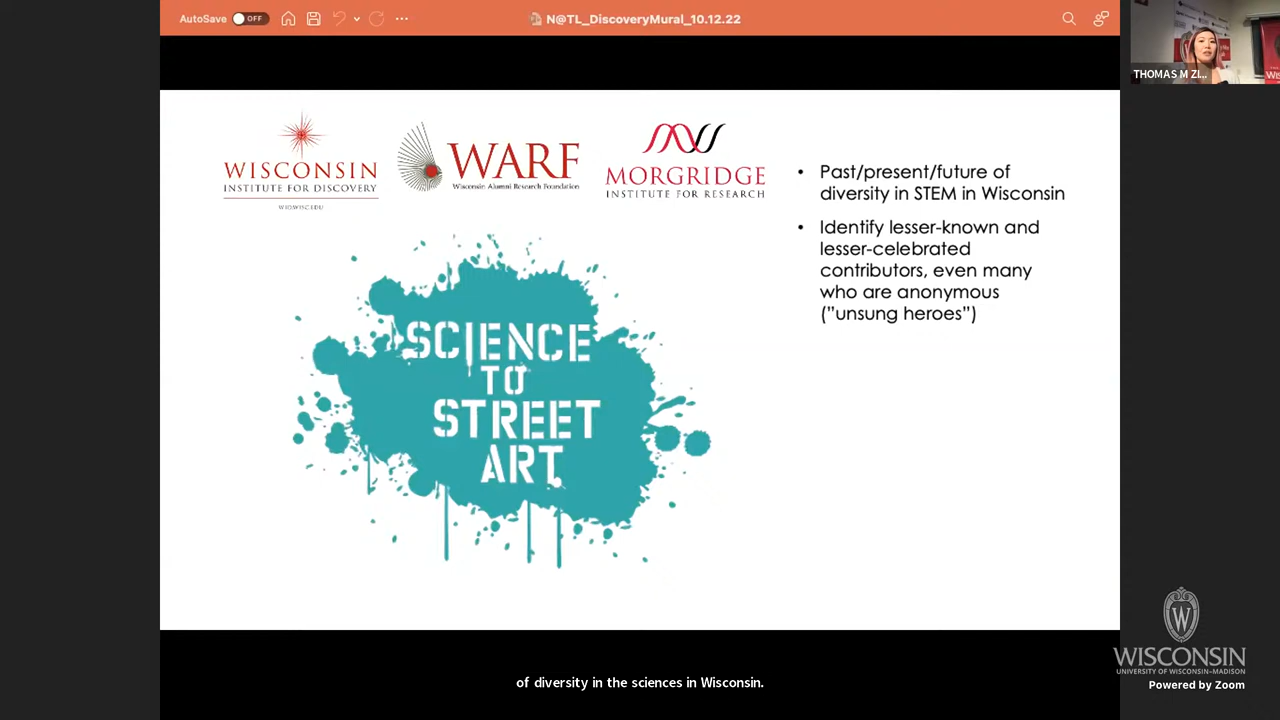 AutoSave OFF
N@TL_DiscoveryMural_10.12.22
THOMAS M ZI...
WISCONSIN
INSTITUTE FOR DISCOVERY
WID.WISC.EDU
WARF
Wisconsin Alumni Research Foundation
MORGRIDGE
INSTITUTE FOR RESEARCH
• Past/present/future of
diversity in STEM in Wisconsin
• Identify lesser-known and
lesser-celebrated
contributors, even many
who are anonymous
("unsung heroes")
SCIENCE
TO
STREET
ART
W
WISCONSIN
UNIVERSITY OF WISCONSIN–MADISON
Powered by Zoom
of diversity in the sciences in Wisconsin.